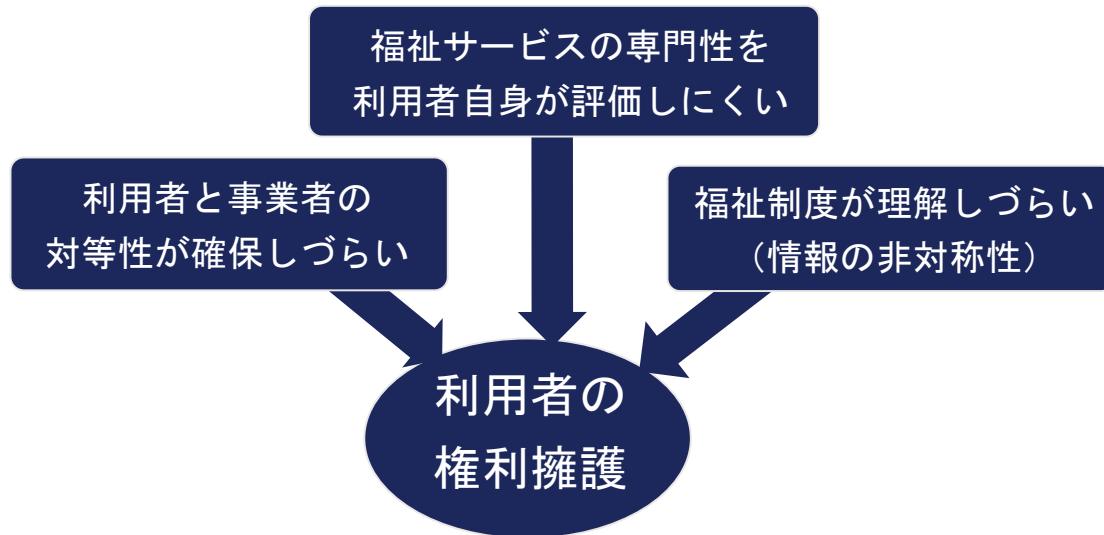 福祉サービスの専門性を
利用者自身が評価しにくい
利用者と事業者の
対等性が確保しづらい
福祉制度が理解しづらい
（情報の非対称性）
利用者の
権利擁護